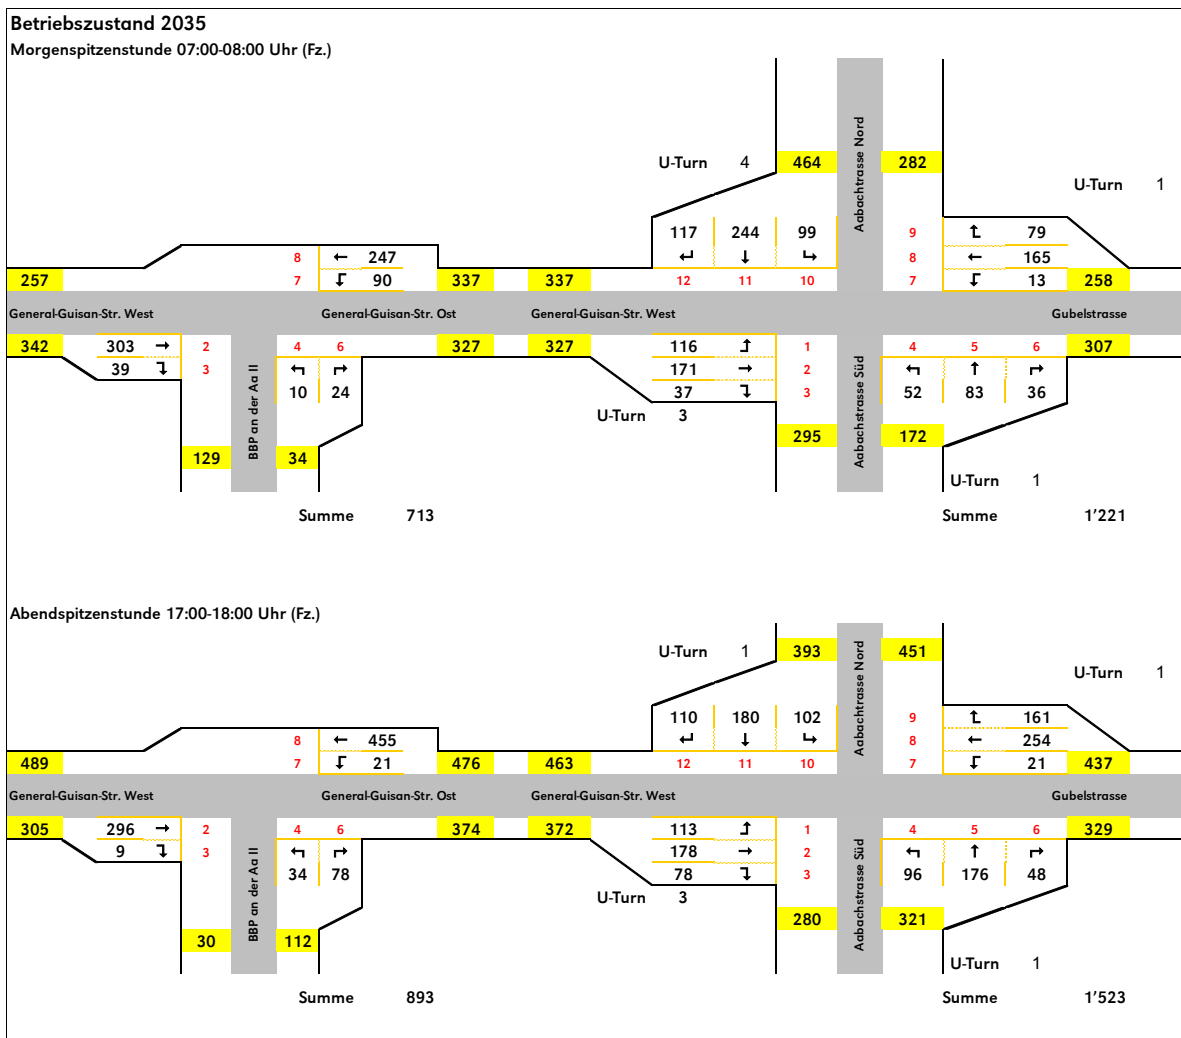 Betriebszustand 2035
Morgenspitzenstunde 07:00-08:00 Uhr (Fz.)
Aabachtrasse Nord
U-Turn 4 464 282
U-Turn 1
117 244 99 9 79
8 247 8 165
257 7 90 337 337 12 11 10 7 13 258
General-Guisan-Str. West General-Guisan-Str. Ost General-Guisan-Str. West Gubelstrasse
342 303 2 4 6 327 327 116 1 4 5 6 307
39 3 171 2
10 24 37 3 52 83 36
BBP an der Aa II
Aabachstrasse Süd
U-Turn 3
295 172
129 34
U-Turn 1
Summe 713 Summe 1'221
Abendspitzenstunde 17:00-18:00 Uhr (Fz.)
Aabachtrasse Nord
U-Turn 1 393 451
U-Turn 1
110 180 102 9 161
8 455 8 254
489 7 21 476 463 12 11 10 7 21 437
General-Guisan-Str. West General-Guisan-Str. Ost General-Guisan-Str. West Gubelstrasse
305 296 2 4 6 374 372 113 1 4 5 6 329
9 3 178 2
34 78 78 3 96 176 48
BBP an der Aa II
Aabachstrasse Süd
U-Turn 3
280 321
30 112
U-Turn 1
Summe 893 Summe 1'523